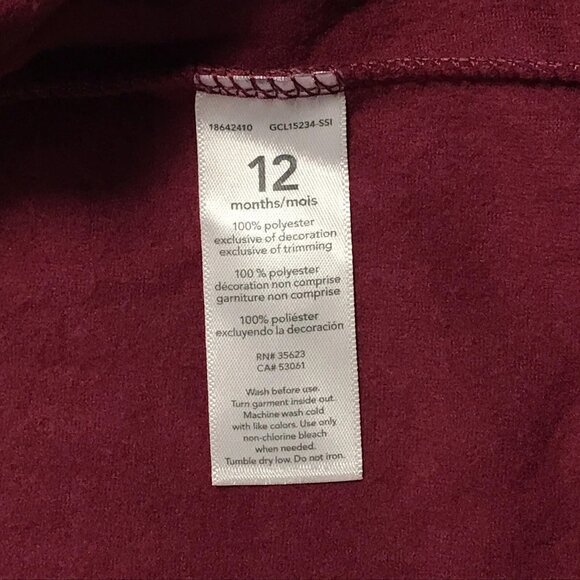 18642410 GCL15234-SSI
12
months/mois
100% polyester
exclusive of decoration
exclusive of trimming
100 % polyester
décoration non comprise
garniture non comprise
100% poliéster
excluyendo la decoración
RN# 35623
CA# 53061
Wash before use.
Turn garment inside out.
Machine wash cold
with like colors. Use only
non-chlorine bleach
when needed.
Tumble dry low. Do not iron.